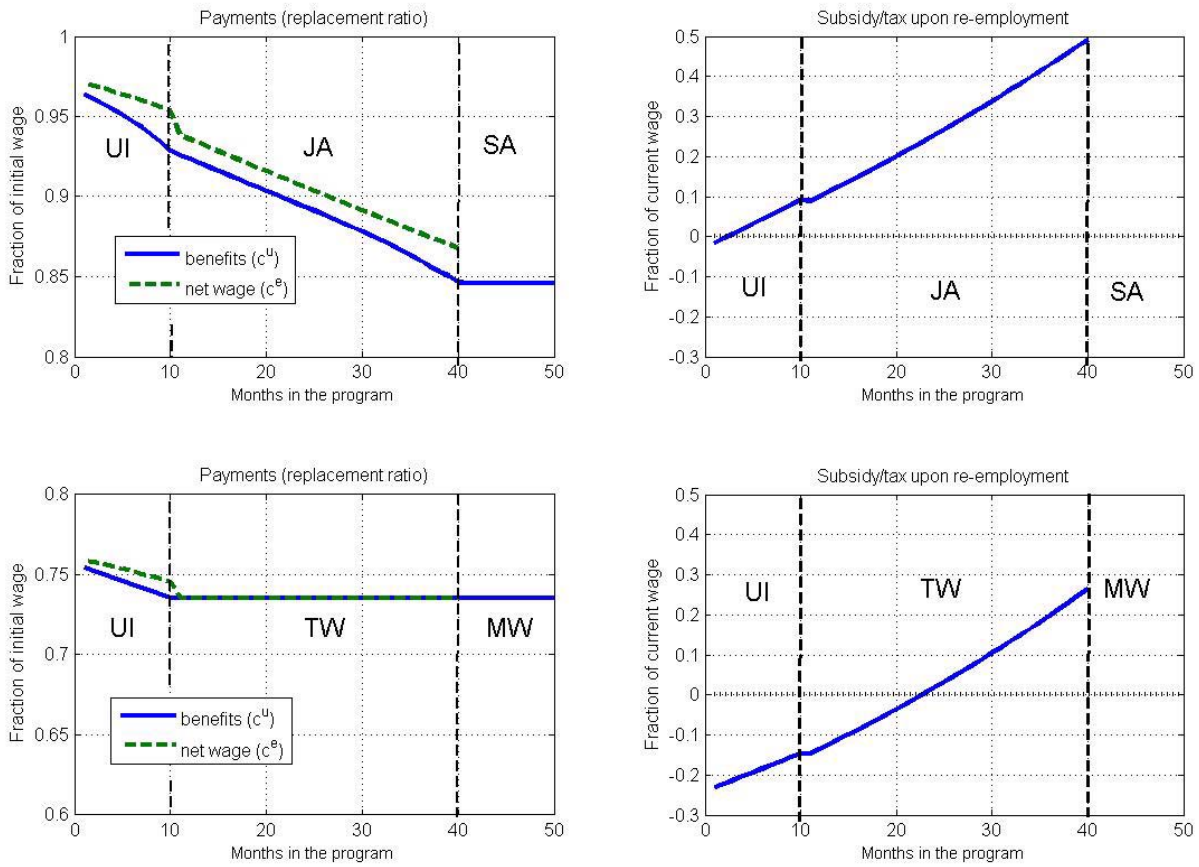 Payments (replacement ratio)
Fraction of initial wage
1
0.95
0.9
0.85
0.8
UI
JA
SA
benefits (cᵘ)
net wage (cᵉ)
0 10 20 30 40 50
Months in the program
Subsidy/tax upon re-employment
Fraction of current wage
0.5
0.4
0.3
0.2
0.1
0
-0.1
-0.2
-0.3
UI
JA
SA
0 10 20 30 40 50
Months in the program
Payments (replacement ratio)
Fraction of initial wage
0.8
0.75
0.7
0.65
0.6
UI
TW
MW
benefits (cᵘ)
net wage (cᵉ)
0 10 20 30 40 50
Months in the program
Subsidy/tax upon re-employment
Fraction of current wage
0.5
0.4
0.3
0.2
0.1
0
-0.1
-0.2
-0.3
UI
TW
MW
0 10 20 30 40 50
Months in the program